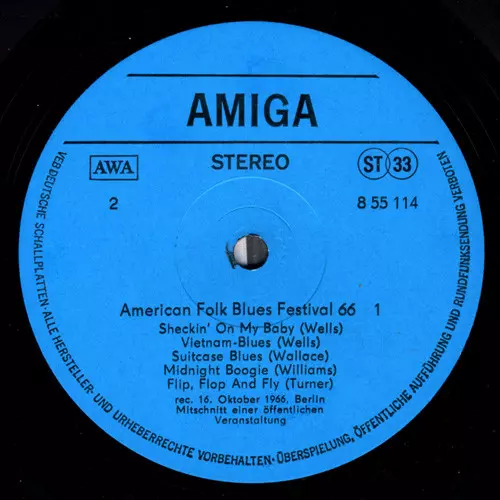 AMIGA
AWA
STEREO
ST 33
2
8 55 114
American Folk Blues Festival 66 1
Sheckin' On My Baby (Wells)
Vietnam-Blues (Wells)
Suitcase Blues (Wallace)
Midnight Boogie (Williams)
Flip, Flop And Fly (Turner)
rec. 16. Oktober 1966, Berlin
Mitschnitt einer öffentlichen
Veranstaltung
VEB DEUTSCHE SCHALLPLATTEN · ALLE HERSTELLER- UND URHEBERRECHTE VORBEHALTEN · ÜBERSPIELUNG, ÖFFENTLICHE AUFFÜHRUNG UND RUNDFUNKSENDUNG VERBOTEN